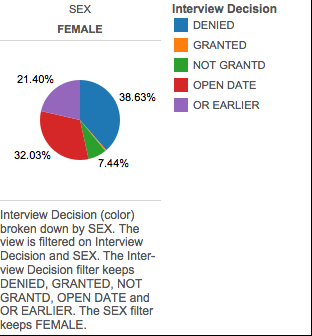 SEX
FEMALE
Interview Decision
DENIED
GRANTED
NOT GRANTD
OPEN DATE
OR EARLIER
21.40%
38.63%
32.03%
7.44%
Interview Decision (color)
broken down by SEX. The
view is filtered on Interview
Decision and SEX. The Inter-
view Decision filter keeps
DENIED, GRANTED, NOT
GRANTD, OPEN DATE and
OR EARLIER. The SEX filter
keeps FEMALE.